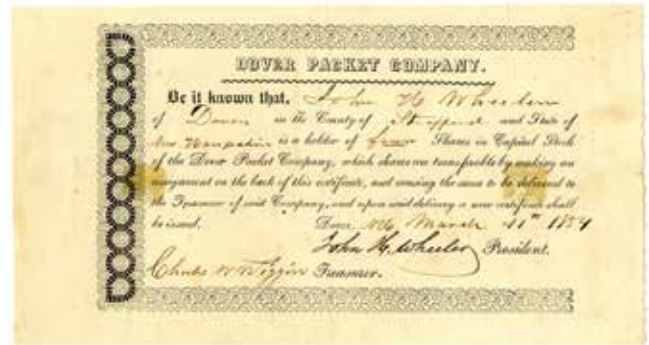 DOVER PACKET COMPANY.
Be it known that, John H Wheeler
of Dover in the County of Strafford and State of
New Hampshire is a holder of four Shares in Capital Stock
of the Dover Packet Company, which shares are transferable by making an
assignment on the back of this certificate, and causing the same to be delivered to
the Treasurer of said Company, and upon said delivery a new certificate shall
be issued. Dover, NH March 11th
John H. Wheeler President.
Charles W Wiggin Treasurer.